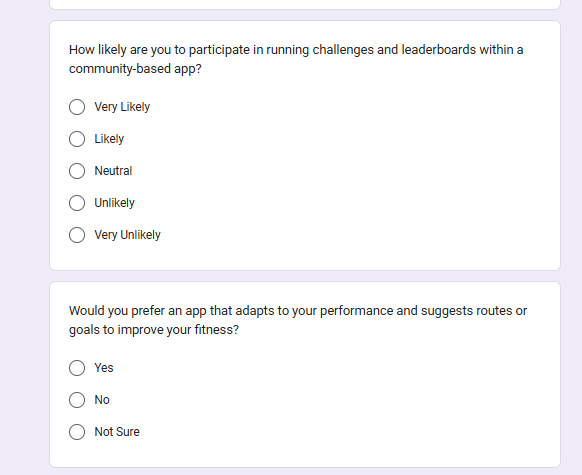 How likely are you to participate in running challenges and leaderboards within a
community-based app?
Very Likely
Likely
Neutral
Unlikely
Very Unlikely
Would you prefer an app that adapts to your performance and suggests routes or
goals to improve your fitness?
Yes
No
Not Sure